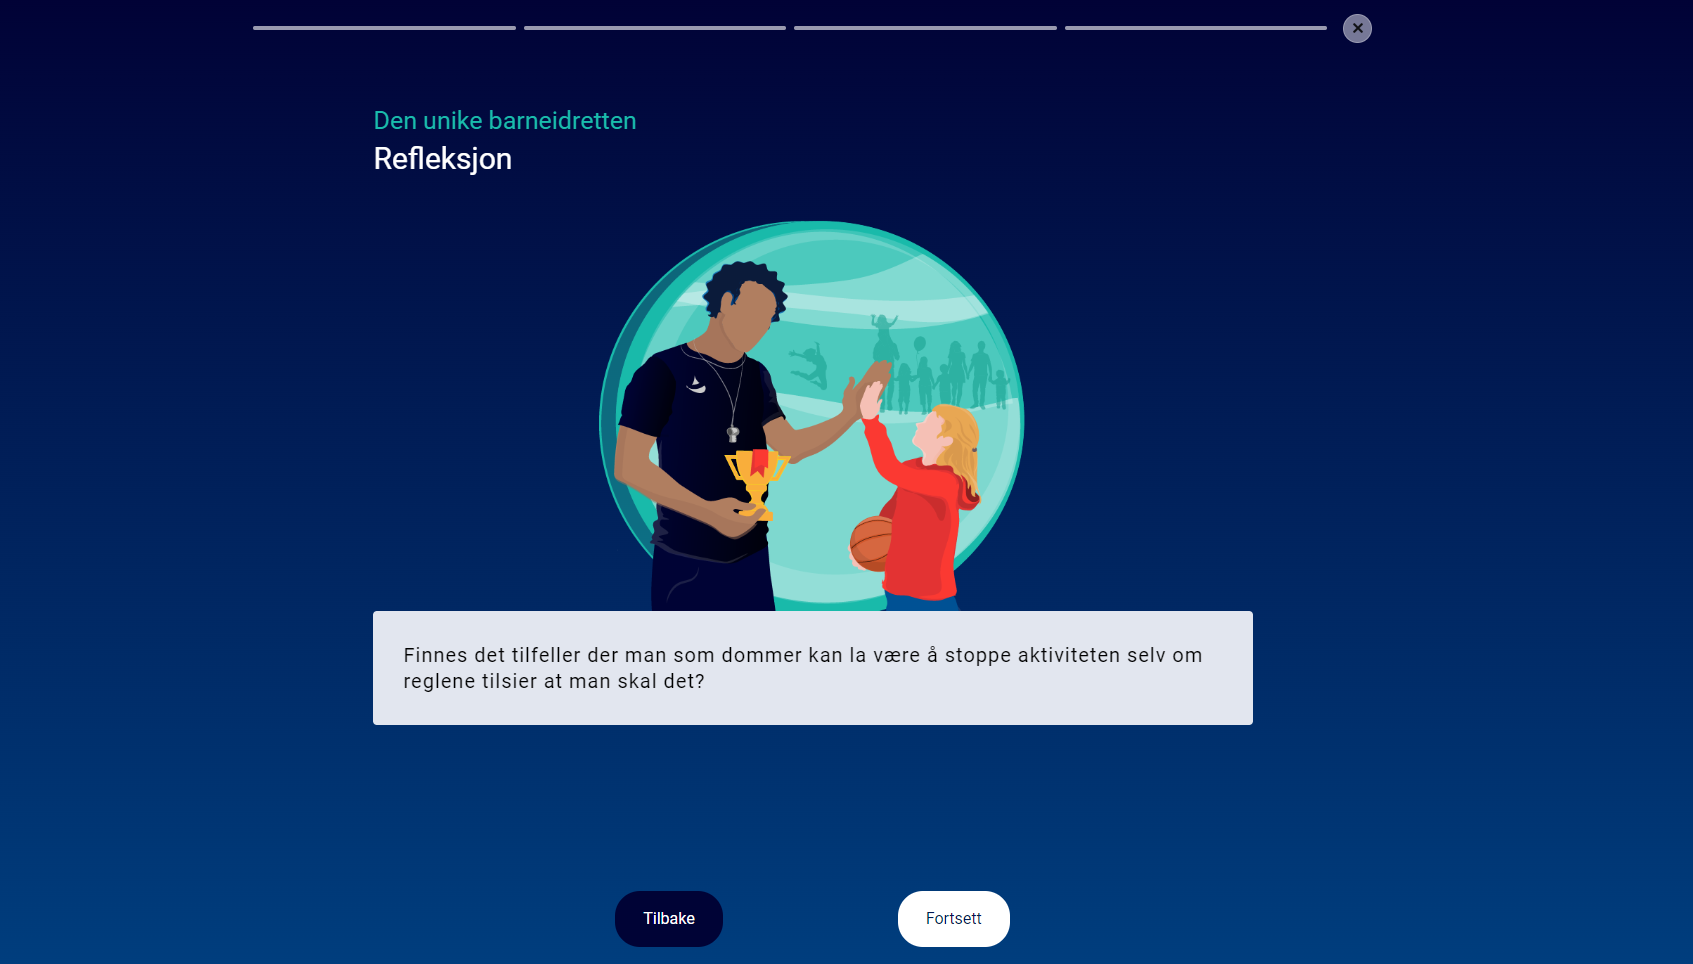 Den unike barneidretten
Refleksjon
Finnes det tilfeller der man som dommer kan la være å stoppe aktiviteten selv om
reglene tilsier at man skal det?
Tilbake
Fortsett